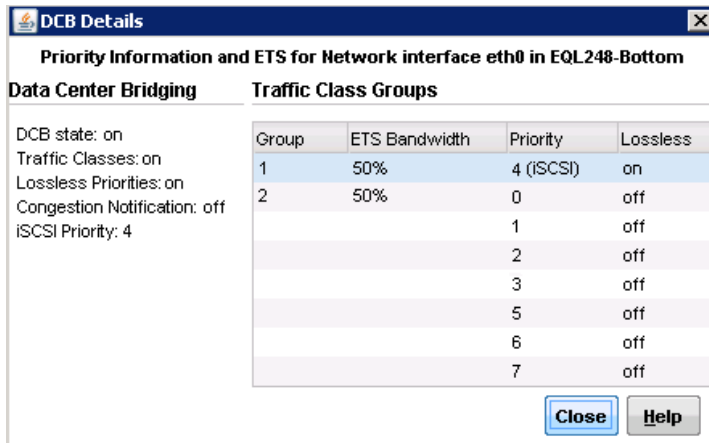 DCB Details
Priority Information and ETS for Network interface eth0 in EQL248-Bottom
Data Center Bridging
DCB state: on
Traffic Classes: on
Lossless Priorities: on
Congestion Notification: off
iSCSI Priority: 4
Traffic Class Groups
Group ETS Bandwidth Priority Lossless
1 50% 4 (iSCSI) on
2 50% 0 off
1 off
2 off
3 off
5 off
6 off
7 off
Close Help